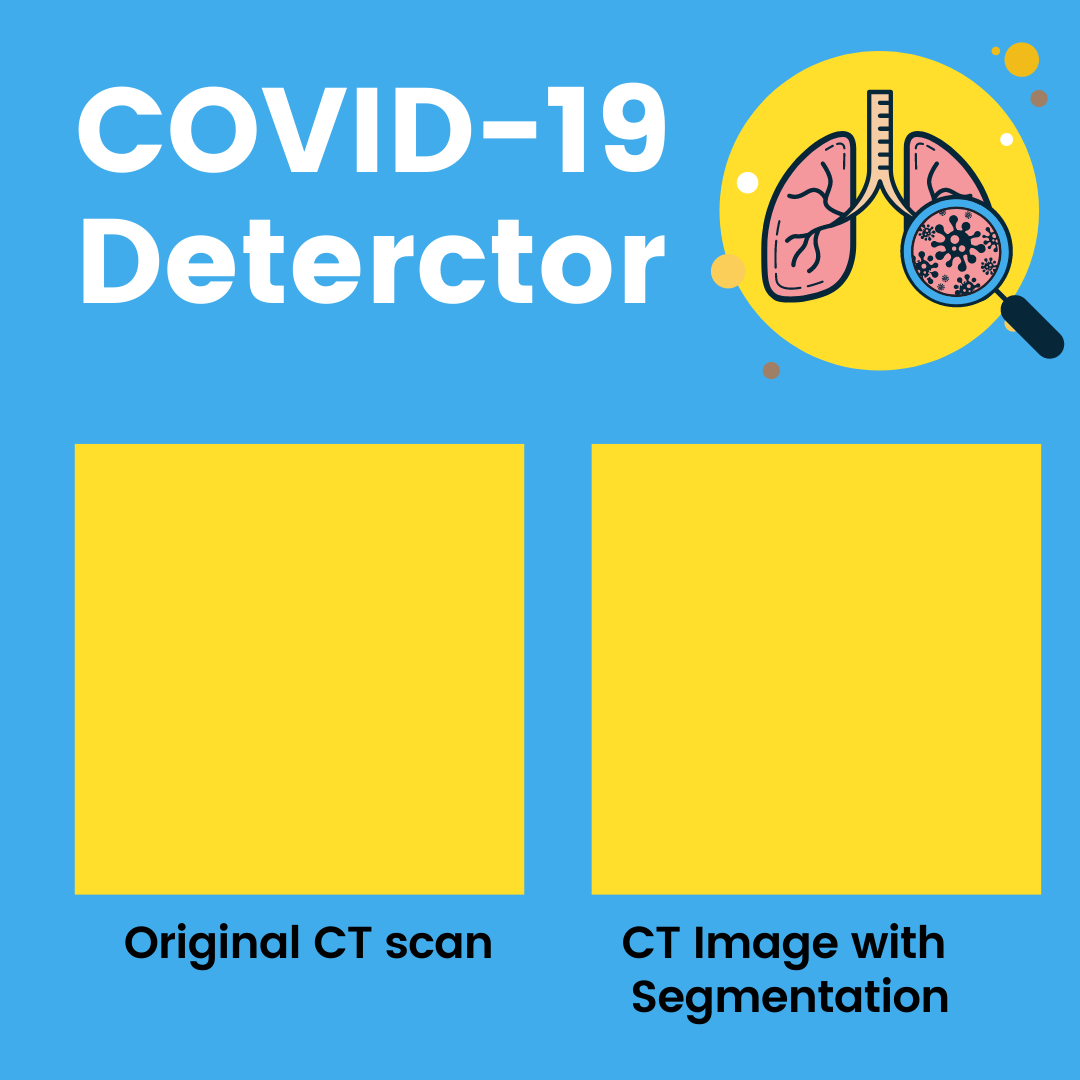 COVID-19
Deterctor
Original CT scan
CT Image with
Segmentation